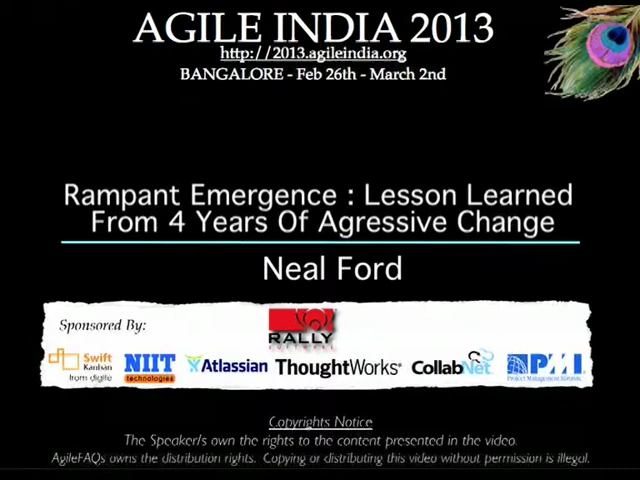 AGILE INDIA 2013
http://2013.agileindia.org
BANGALORE - Feb 26th - March 2nd
Rampant Emergence : Lesson Learned
From 4 Years Of Agressive Change
Neal Ford
Sponsored By:
RALLY
SOFTWARE
Swift
Kanban
from digite
NIIT
technologies
Atlassian
ThoughtWorks®
CollabNet
PMI
Copyrights Notice
The Speaker/s own the rights to the content presented in the video.
AgileFAQs owns the distribution rights. Copying or distributing this video without permission is illegal.